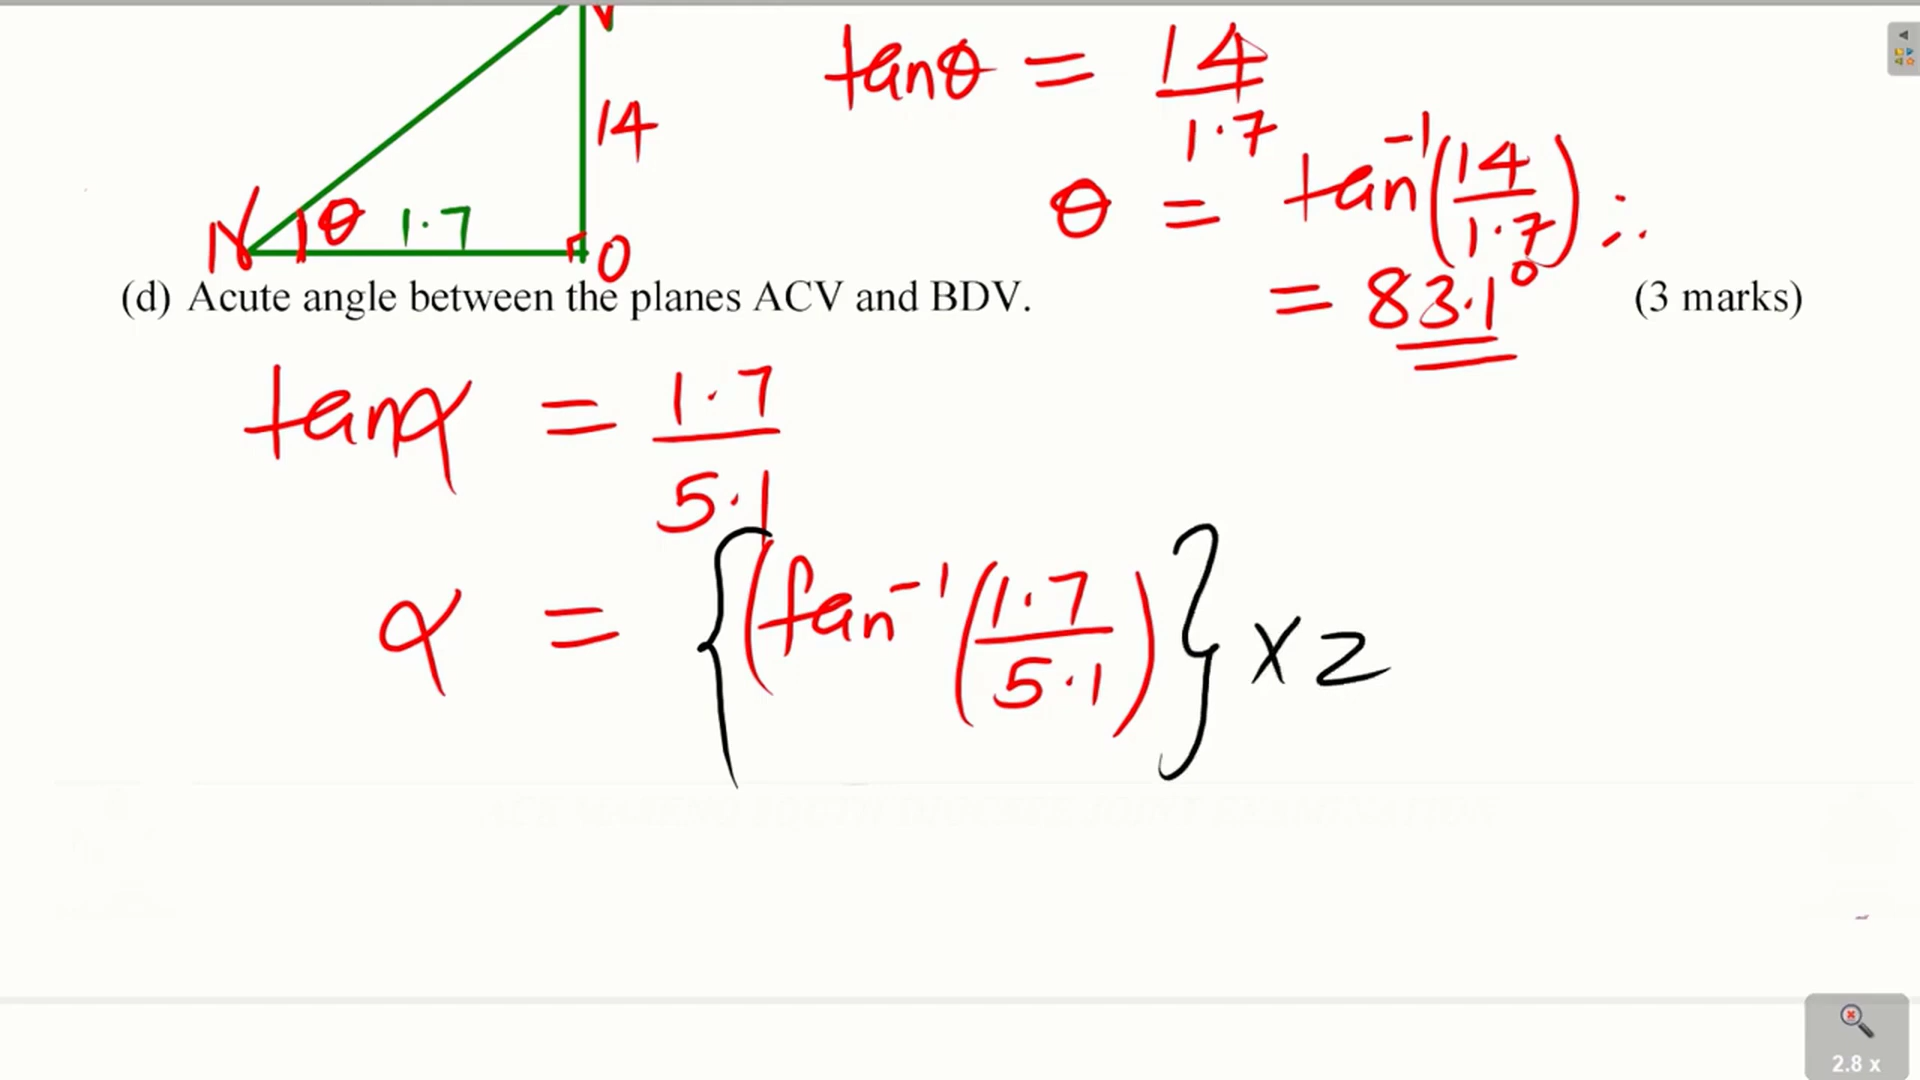 V
14
N θ 1.7 O
tanθ = 14/1.7
θ = tan⁻¹(14/1.7) ∴
= 83.1°
(d) Acute angle between the planes ACV and BDV. (3 marks)
tanα = 1.7/5.1
α = {(tan⁻¹(1.7/5.1)} x 2
2.8 x